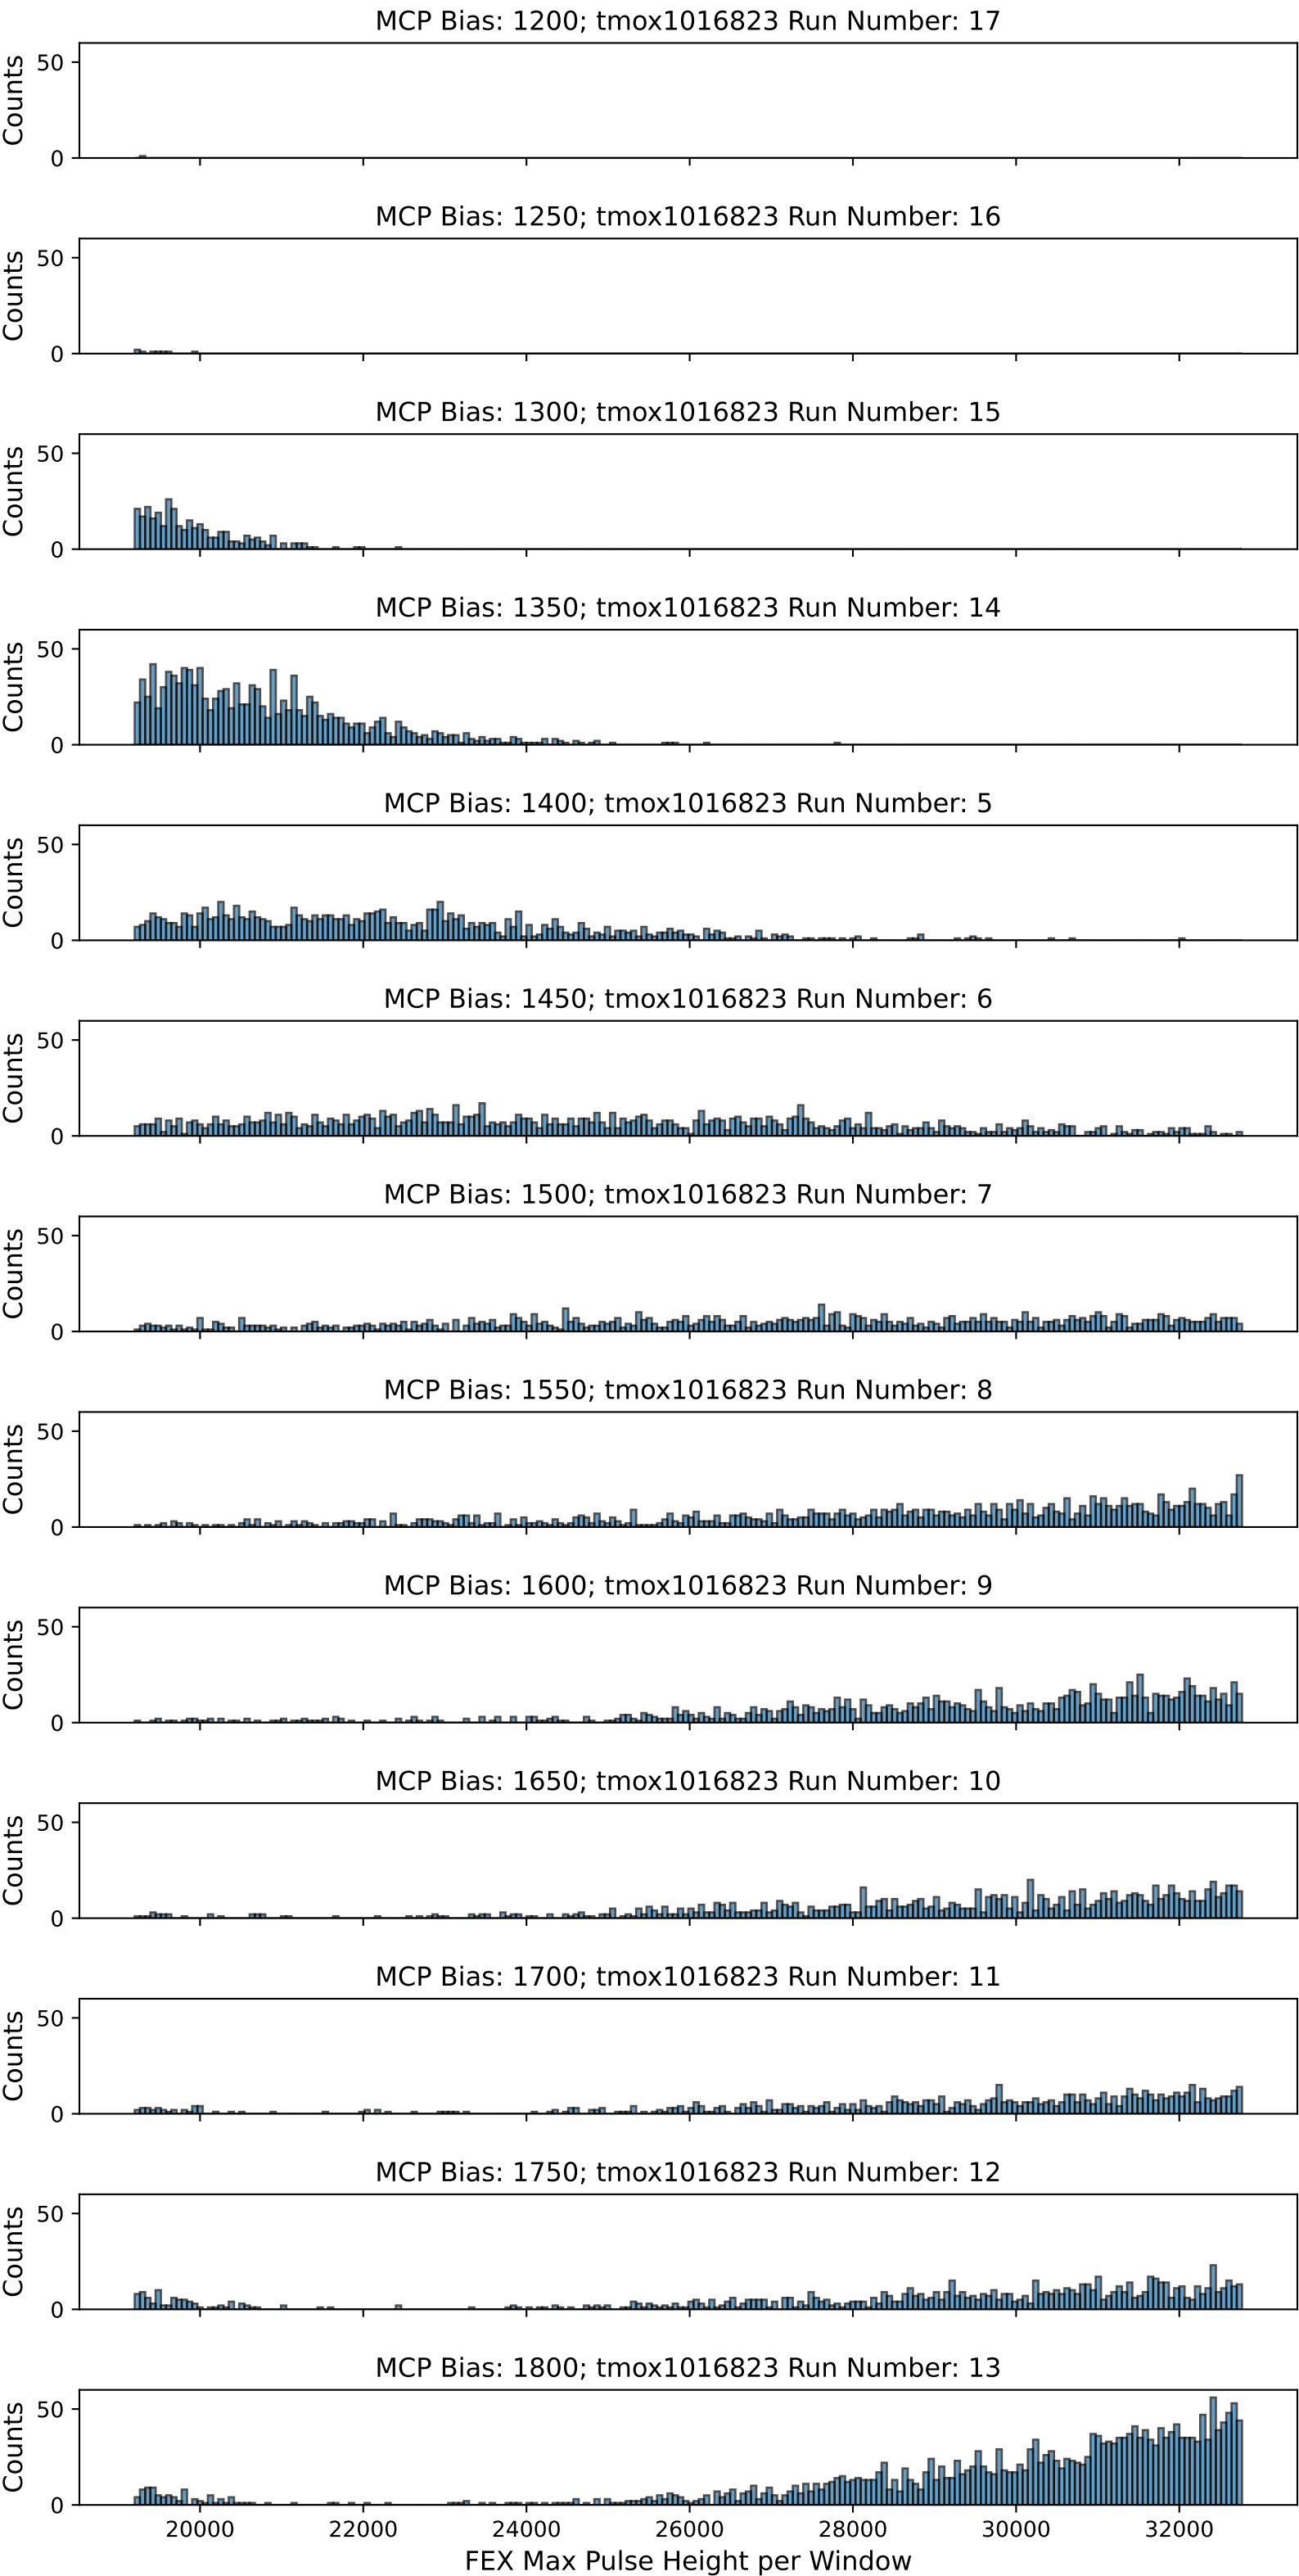 MCP Bias: 1200; tmox1016823 Run Number: 17
Counts
50
0
MCP Bias: 1250; tmox1016823 Run Number: 16
Counts
50
0
MCP Bias: 1300; tmox1016823 Run Number: 15
Counts
50
0
MCP Bias: 1350; tmox1016823 Run Number: 14
Counts
50
0
MCP Bias: 1400; tmox1016823 Run Number: 5
Counts
50
0
MCP Bias: 1450; tmox1016823 Run Number: 6
Counts
50
0
MCP Bias: 1500; tmox1016823 Run Number: 7
Counts
50
0
MCP Bias: 1550; tmox1016823 Run Number: 8
Counts
50
0
MCP Bias: 1600; tmox1016823 Run Number: 9
Counts
50
0
MCP Bias: 1650; tmox1016823 Run Number: 10
Counts
50
0
MCP Bias: 1700; tmox1016823 Run Number: 11
Counts
50
0
MCP Bias: 1750; tmox1016823 Run Number: 12
Counts
50
0
MCP Bias: 1800; tmox1016823 Run Number: 13
Counts
50
0
20000 22000 24000 26000 28000 30000 32000
FEX Max Pulse Height per Window